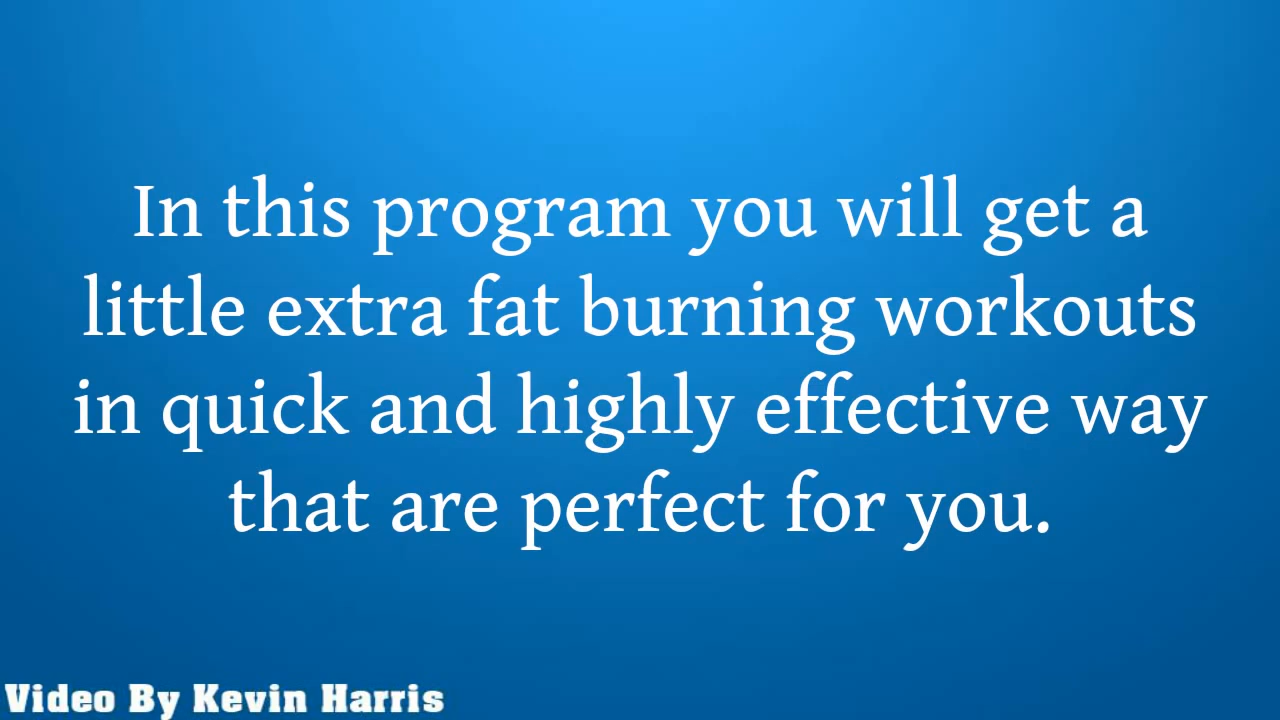 In this program you will get a
little extra fat burning workouts
in quick and highly effective way
that are perfect for you.
Video By Kevin Harris